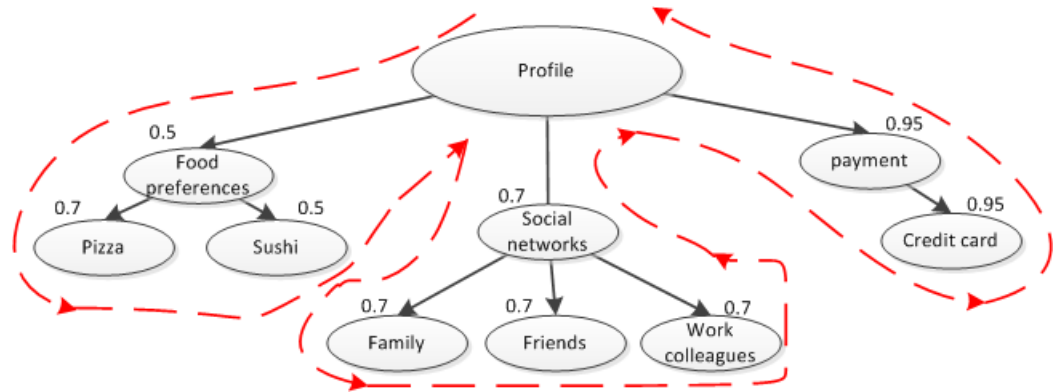 Profile
0.5
0.95
Food
preferences
payment
0.7
0.5
0.7
0.95
Pizza
Sushi
Social
networks
Credit card
0.7
0.7
0.7
Family
Friends
Work
colleagues